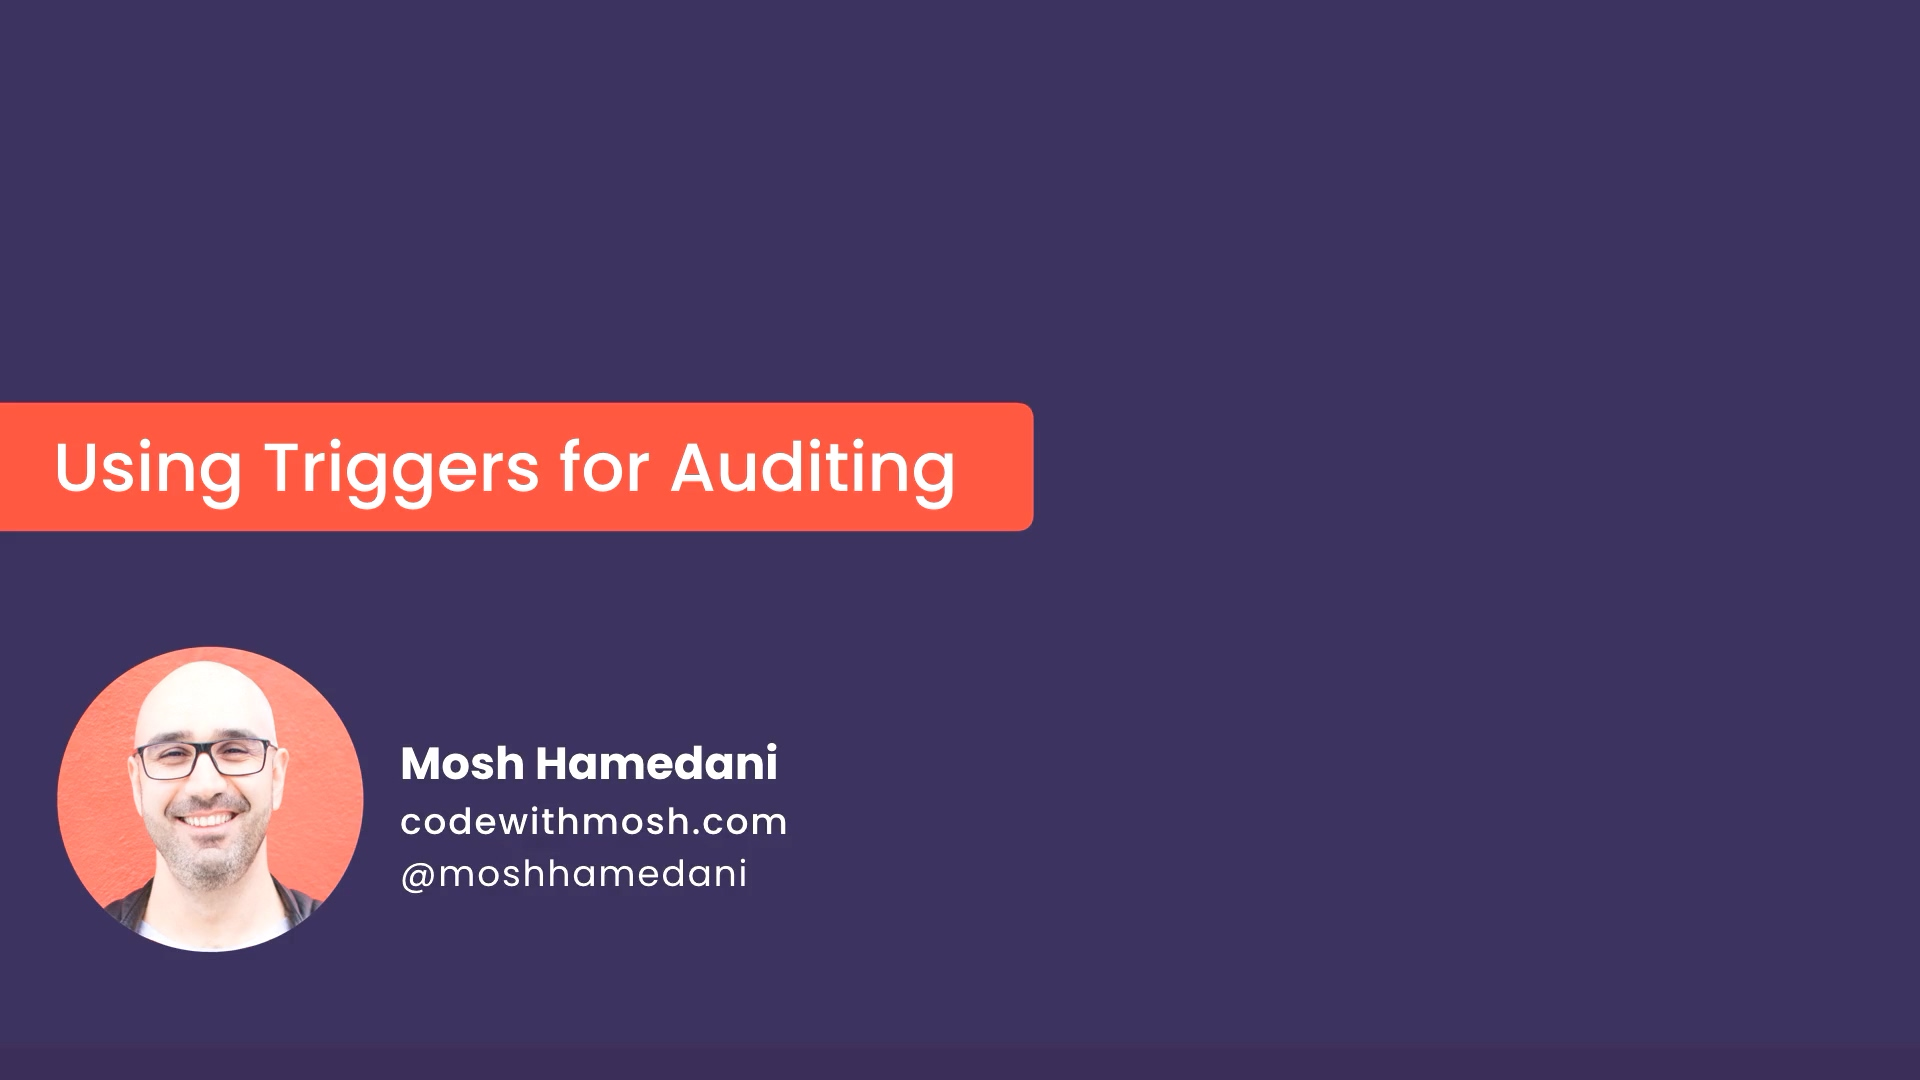 Using Triggers for Auditing
Mosh Hamedani
codewithmosh.com
@moshhamedani